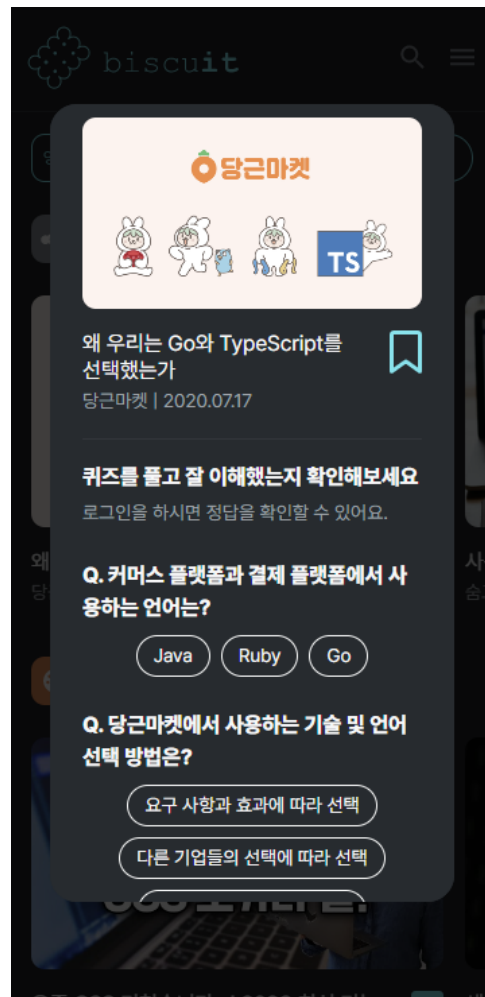 biscuit
당근마켓
TS
왜 우리는 Go와 TypeScript를
선택했는가
당근마켓 | 2020.07.17
퀴즈를 풀고 잘 이해했는지 확인해보세요
로그인을 하시면 정답을 확인할 수 있어요.
Q. 커머스 플랫폼과 결제 플랫폼에서 사
용하는 언어는?
Java
Ruby
Go
Q. 당근마켓에서 사용하는 기술 및 언어
선택 방법은?
요구 사항과 효과에 따라 선택
다른 기업들의 선택에 따라 선택
왜
당
사
숨